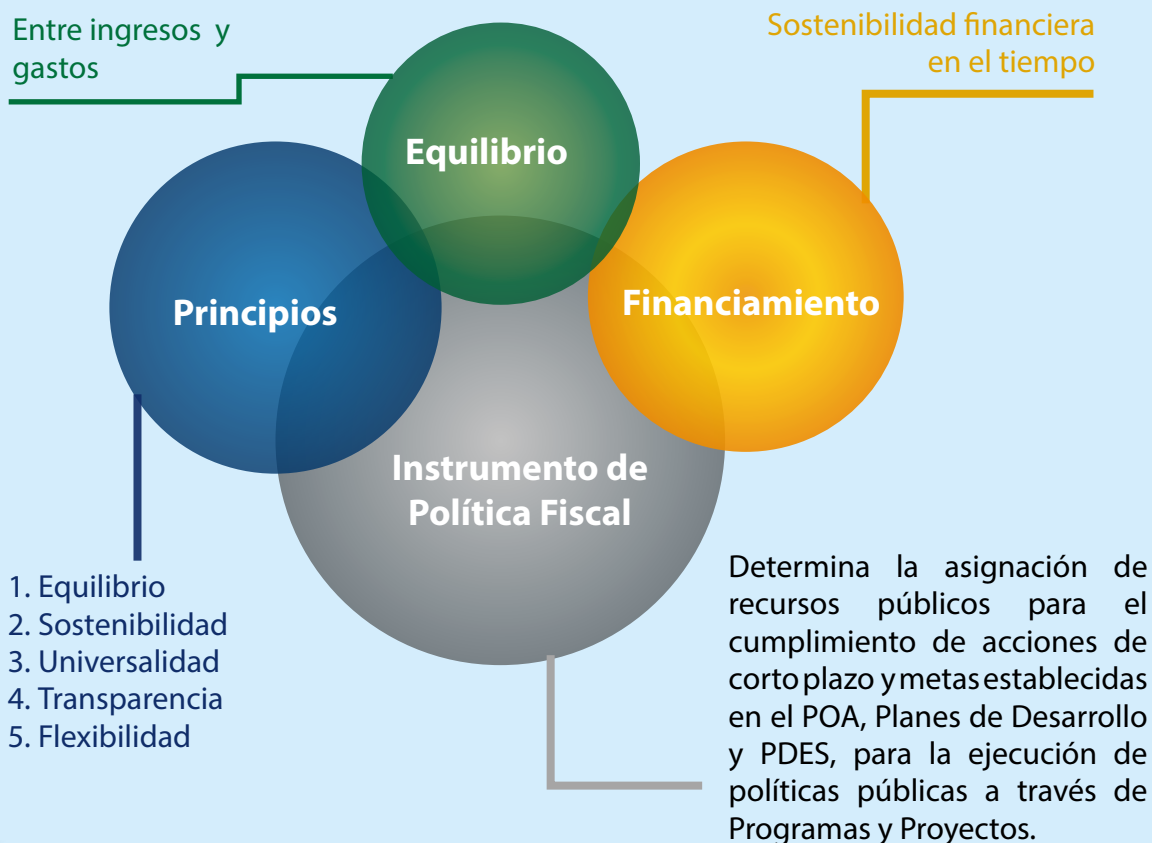 Entre ingresos y
gastos
Sostenibilidad financiera
en el tiempo
Equilibrio
Principios
Financiamiento
Instrumento de
Política Fiscal
1. Equilibrio
2. Sostenibilidad
3. Universalidad
4. Transparencia
5. Flexibilidad
Determina la asignación de
recursos públicos para el
cumplimiento de acciones de
corto plazo y metas establecidas
en el POA, Planes de Desarrollo
y PDES, para la ejecución de
políticas públicas a través de
Programas y Proyectos.